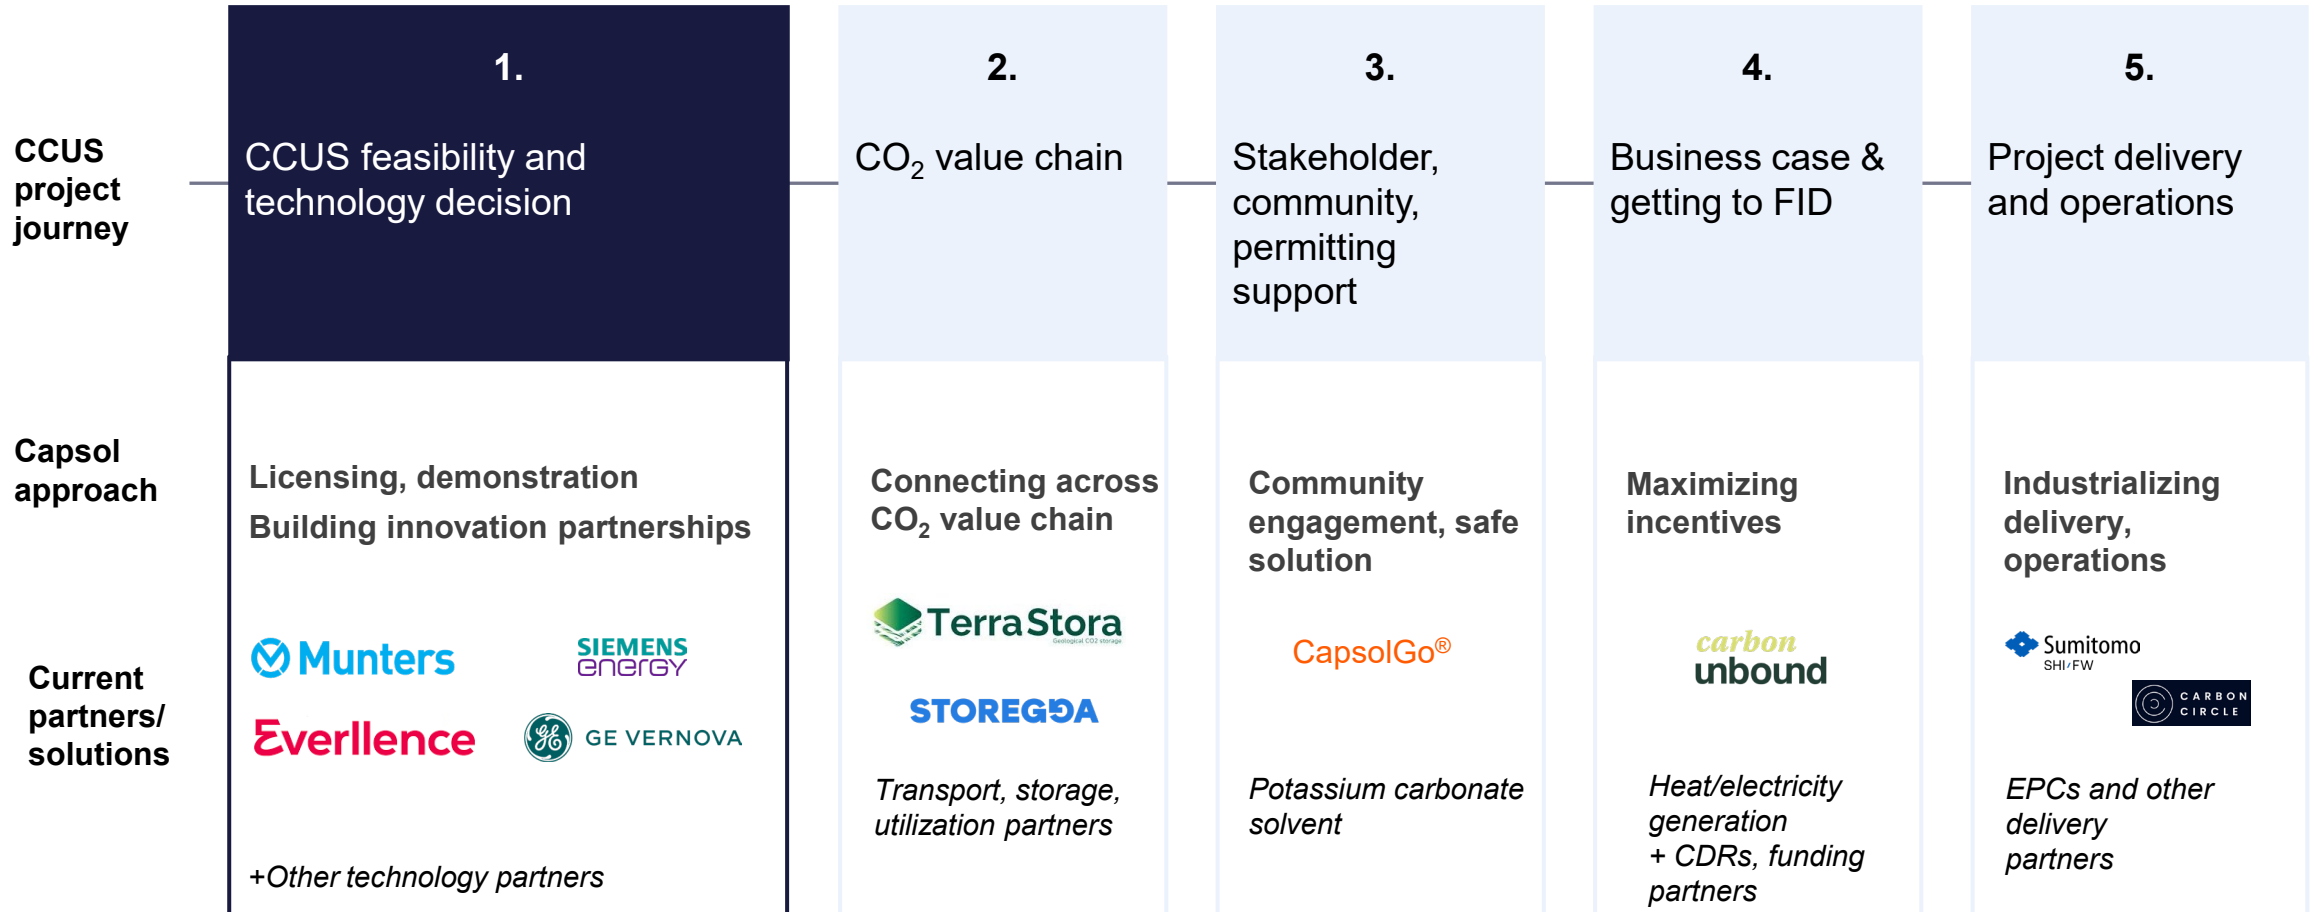 1.
2.
3.
4.
5.
CCUS
project
journey
CCUS feasibility and
technology decision
CO₂ value chain
Stakeholder,
community,
permitting
support
Business case &
getting to FID
Project delivery
and operations
Capsol
approach
Licensing, demonstration
Building innovation partnerships
Connecting across
CO₂ value chain
Community
engagement, safe
solution
Maximizing
incentives
Industrializing
delivery,
operations
Current
partners/
solutions
Munters
SIEMENS
energy
Everllence
GE
GE VERNOVA
+Other technology partners
TerraStora
Geological CO2 storage
STOREGGA
Transport, storage,
utilization partners
CapsolGo®
Potassium carbonate
solvent
carbon
unbound
Heat/electricity
generation
+ CDRs, funding
partners
Sumitomo
SHI/FW
CARBON
CIRCLE
EPCs and other
delivery
partners